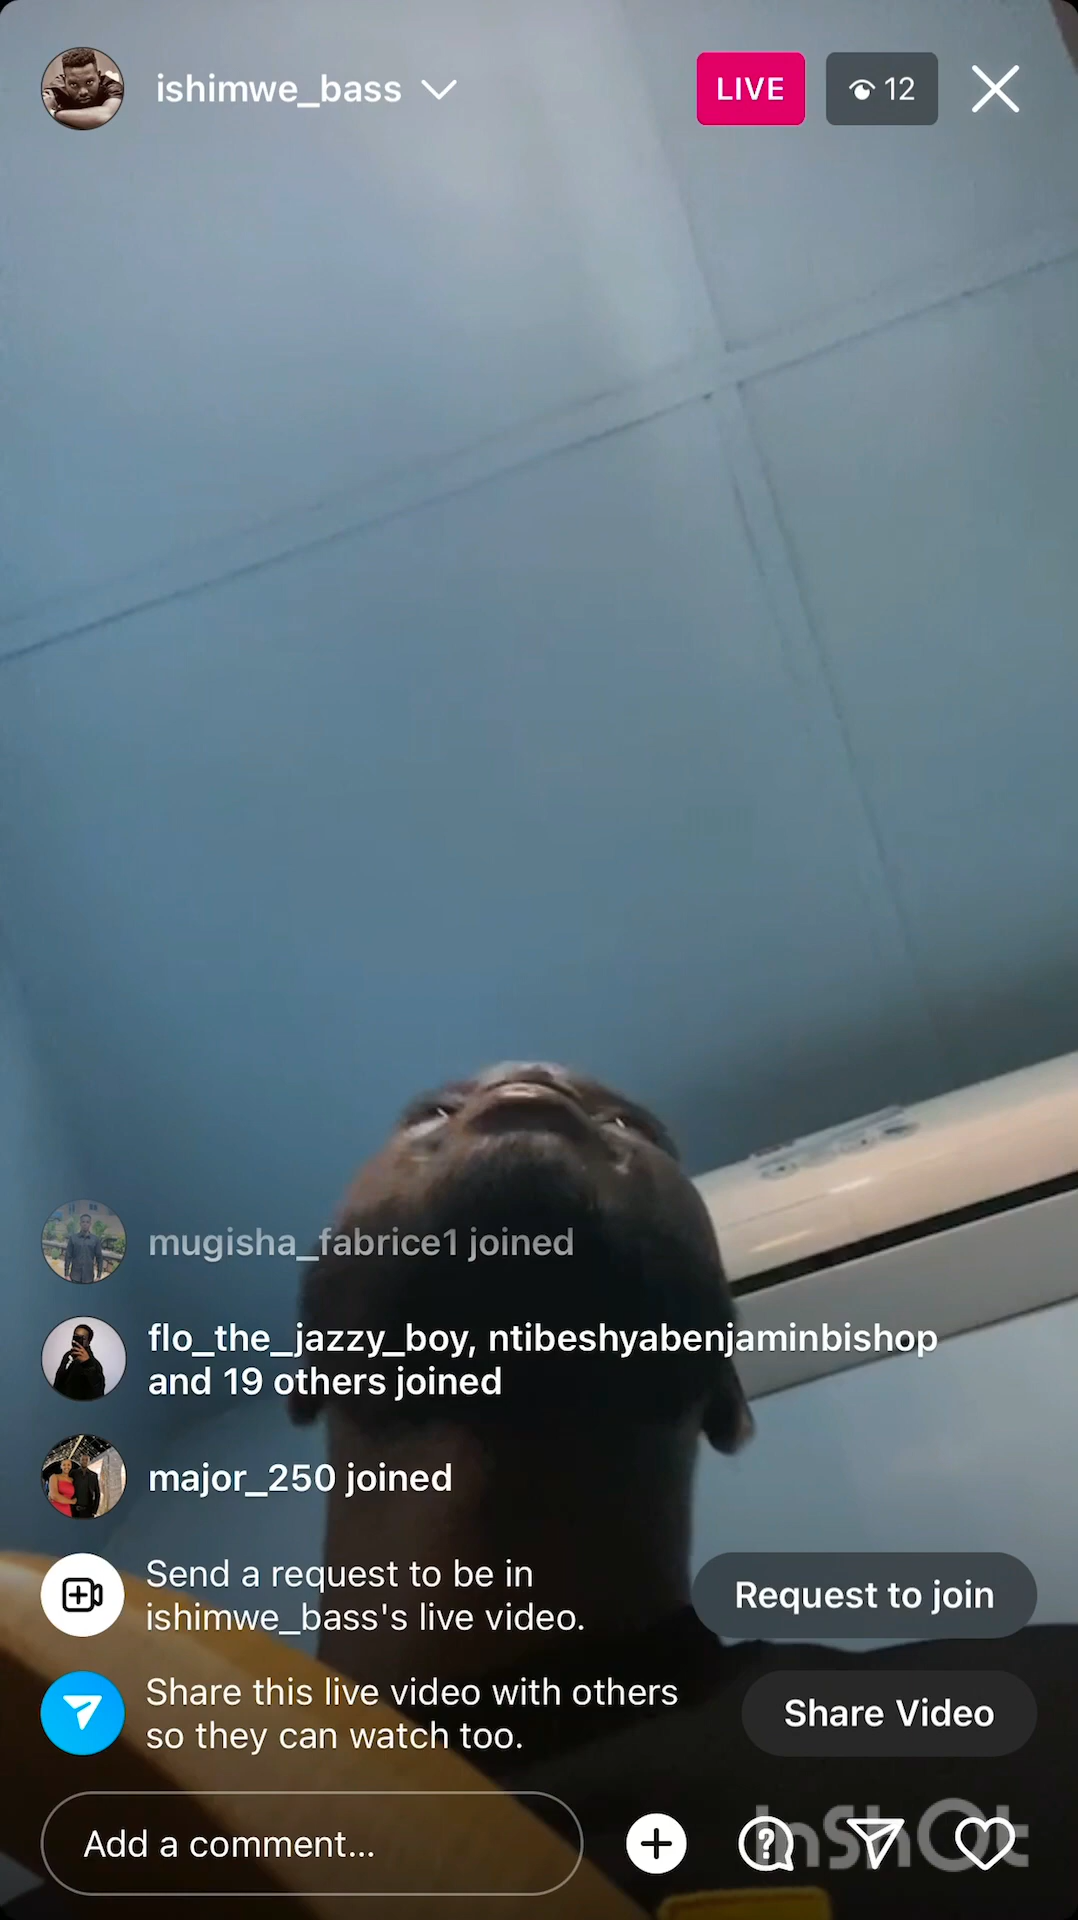 ishimwe_bass
LIVE
12
mugisha_fabrice1 joined
flo_the_jazzy_boy, ntibeshyabenjaminbishop
and 19 others joined
major_250 joined
Send a request to be in
ishimwe_bass's live video.
Request to join
Share this live video with others
so they can watch too.
Share Video
Add a comment...
InShOt